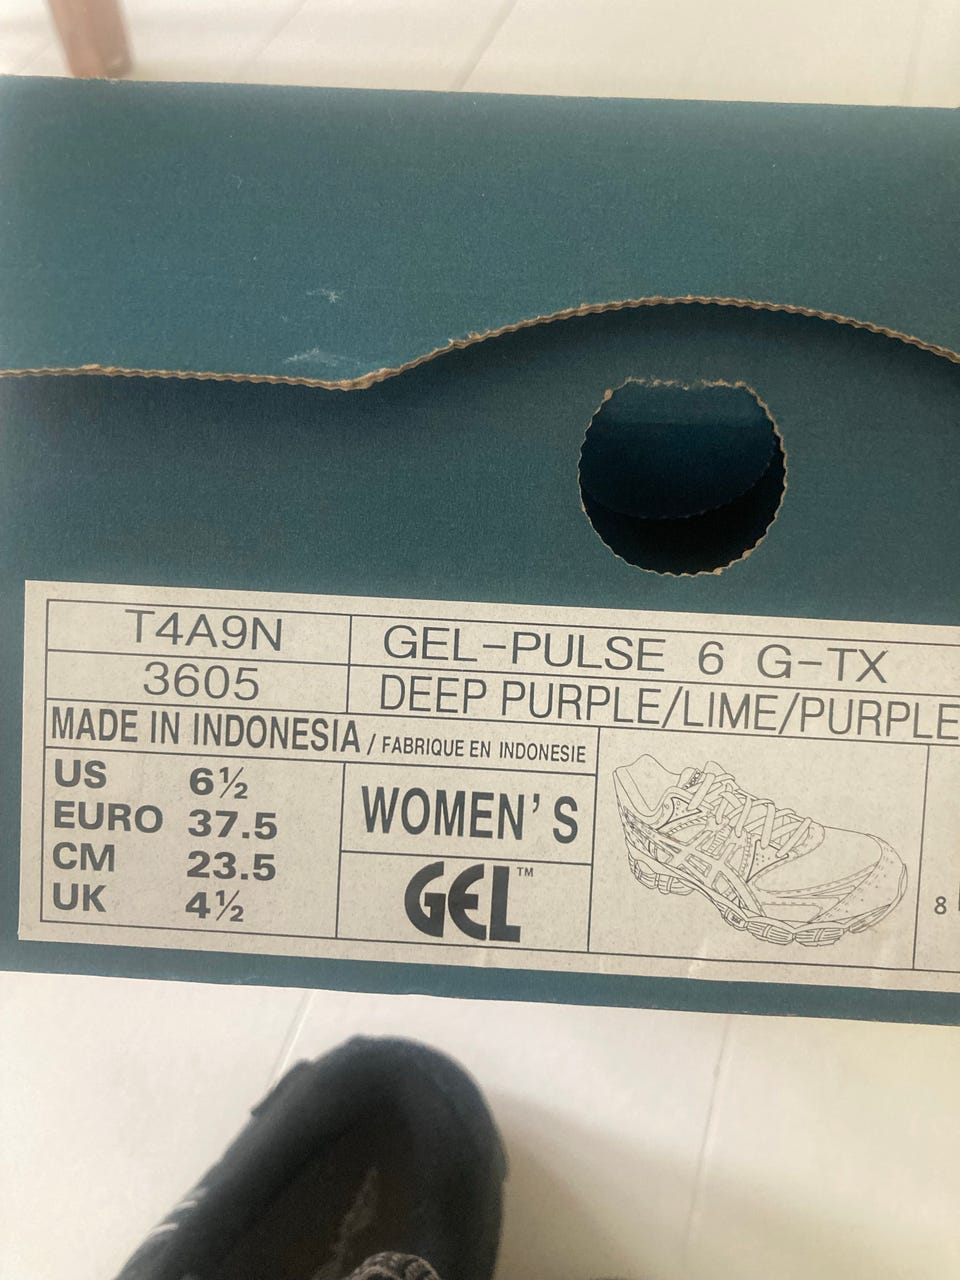 T4A9N
GEL-PULSE 6 G-TX
3605
DEEP PURPLE/LIME/PURPLE
MADE IN INDONESIA / FABRIQUE EN INDONESIE
US 6½
EURO 37.5
CM 23.5
UK 4½
WOMEN'S
GEL™
8